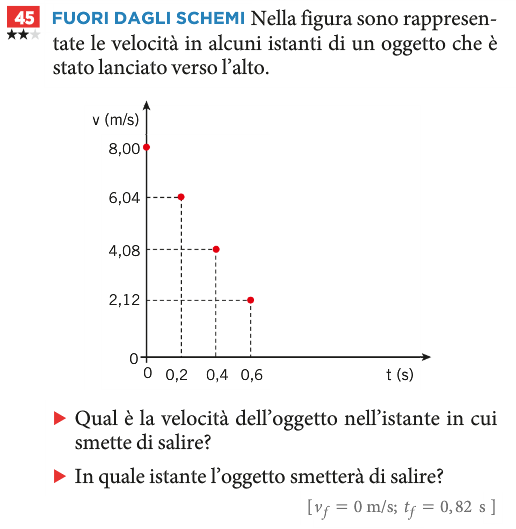 45 FUORI DAGLI SCHEMI Nella figura sono rappresen-
★★★ tate le velocità in alcuni istanti di un oggetto che è
stato lanciato verso l'alto.
v (m/s)
8,00
6,04
4,08
2,12
0
0 0,2 0,4 0,6 t (s)
▶ Qual è la velocità dell'oggetto nell'istante in cui
smette di salire?
▶ In quale istante l'oggetto smetterà di salire?
[v_f = 0 m/s; t_f = 0,82 s]